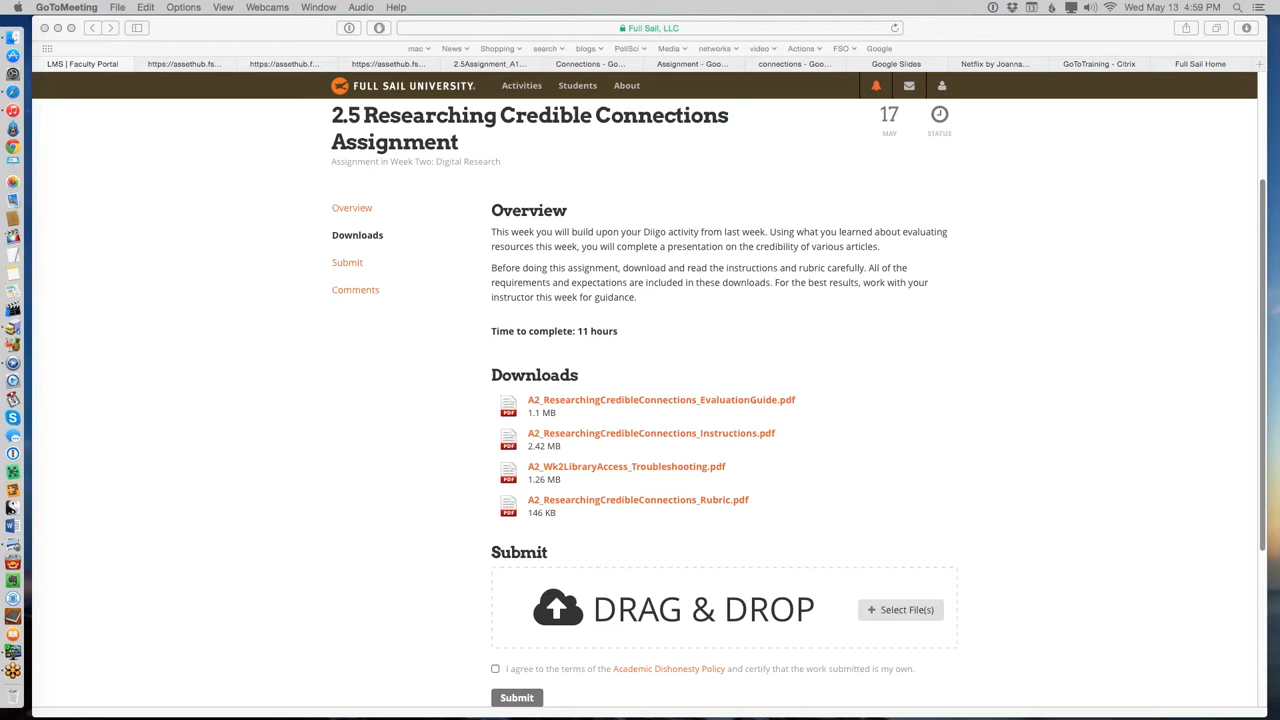 GoToMeeting File Edit Options View Webcams Window Audio Help
Wed May 13 4:59 PM
Full Sail, LLC
mac News Shopping search blogs PoliSci Media networks video Actions FSO Google
LMS | Faculty Portal https://assethub.fs... https://assethub.f... https://assethub.fs... 2.5Assignment_A1... Connections - Go... Assignment - Goo... connections - Goo... Google Slides Netflix by Joanna... GoToTraining - Citrix Full Sail Home
FULL SAIL UNIVERSITY. Activities Students About
2.5 Researching Credible Connections
Assignment
17
MAY
STATUS
Assignment in Week Two: Digital Research
Overview
Downloads
Submit
Comments
Overview
This week you will build upon your Diigo activity from last week. Using what you learned about evaluating
resources this week, you will complete a presentation on the credibility of various articles.
Before doing this assignment, download and read the instructions and rubric carefully. All of the
requirements and expectations are included in these downloads. For the best results, work with your
instructor this week for guidance.
Time to complete: 11 hours
Downloads
PDF A2_ResearchingCredibleConnections_EvaluationGuide.pdf
1.1 MB
PDF A2_ResearchingCredibleConnections_Instructions.pdf
2.42 MB
PDF A2_Wk2LibraryAccess_Troubleshooting.pdf
1.26 MB
PDF A2_ResearchingCredibleConnections_Rubric.pdf
146 KB
Submit
DRAG & DROP
+ Select File(s)
I agree to the terms of the Academic Dishonesty Policy and certify that the work submitted is my own.
Submit